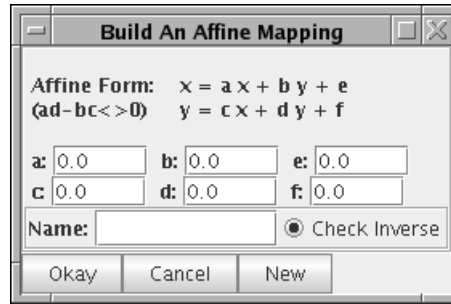 Build An Affine Mapping
Affine Form: x = a x + b y + e
(ad-bc<>0) y = c x + d y + f
a: 0.0 b: 0.0 e: 0.0
c: 0.0 d: 0.0 f: 0.0
Name: Check Inverse
Okay Cancel New